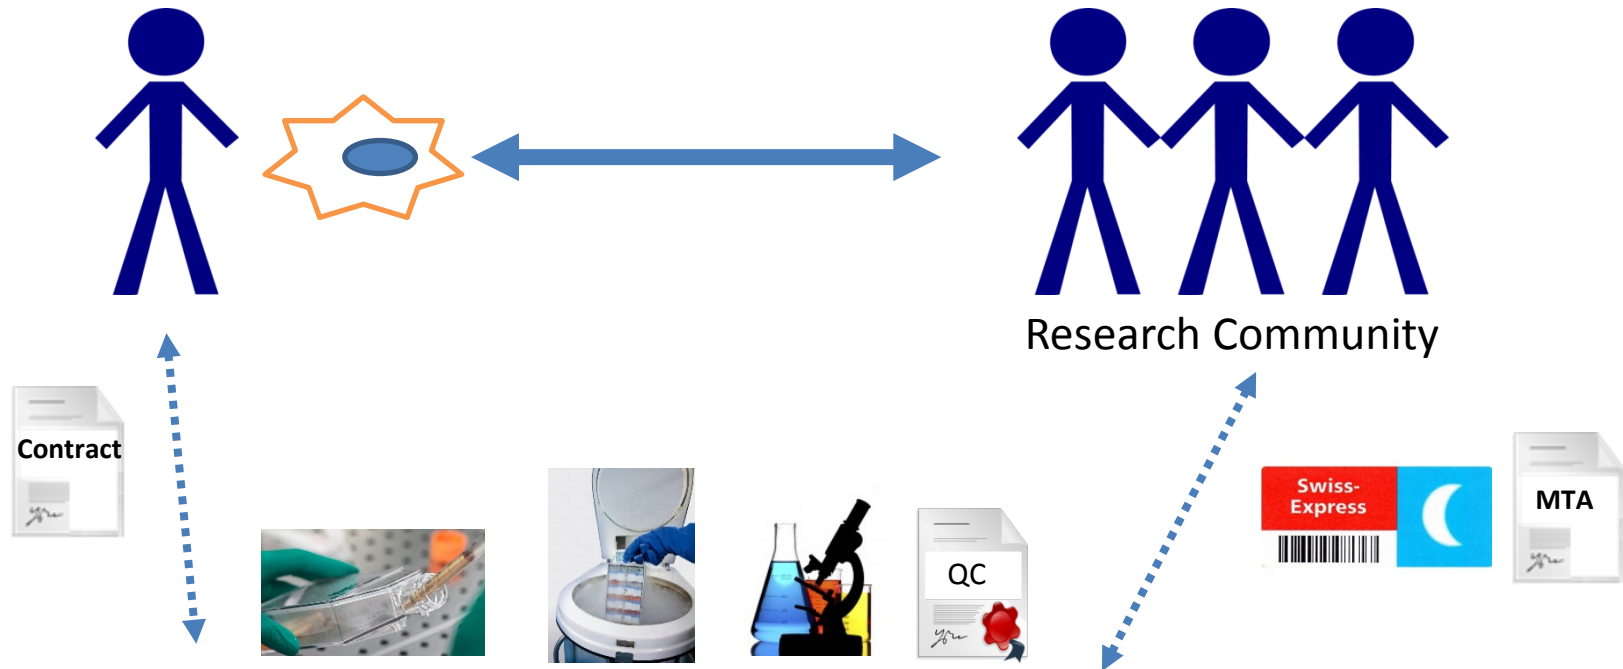 Research Community
Contract
Swiss-
Express
MTA
QC